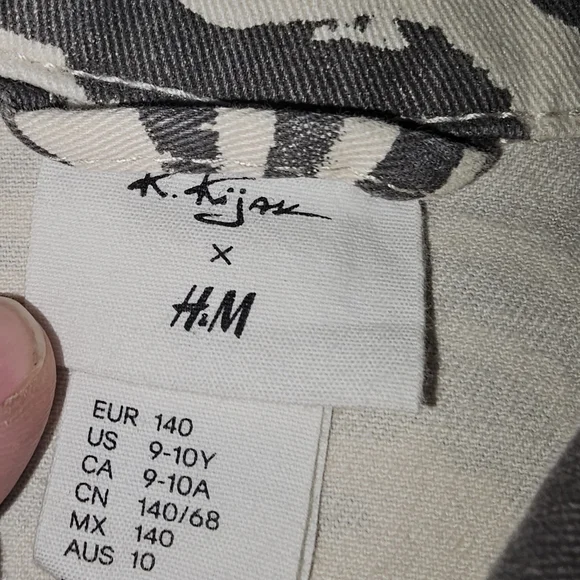 K. Kijak
x
H&M
EUR 140
US 9-10Y
CA 9-10A
CN 140/68
MX 140
AUS 10